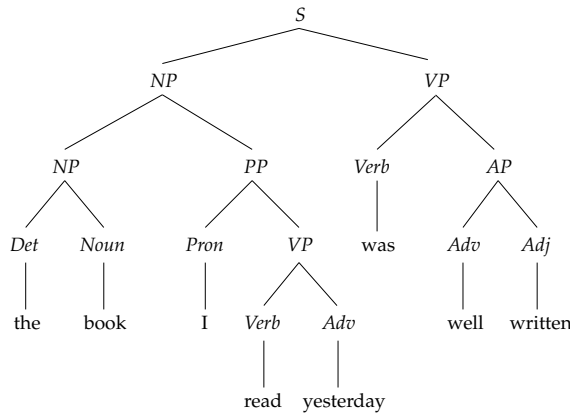 S
NP VP
NP PP Verb AP
Det Noun Pron VP was Adv Adj
the book I Verb Adv well written
read yesterday